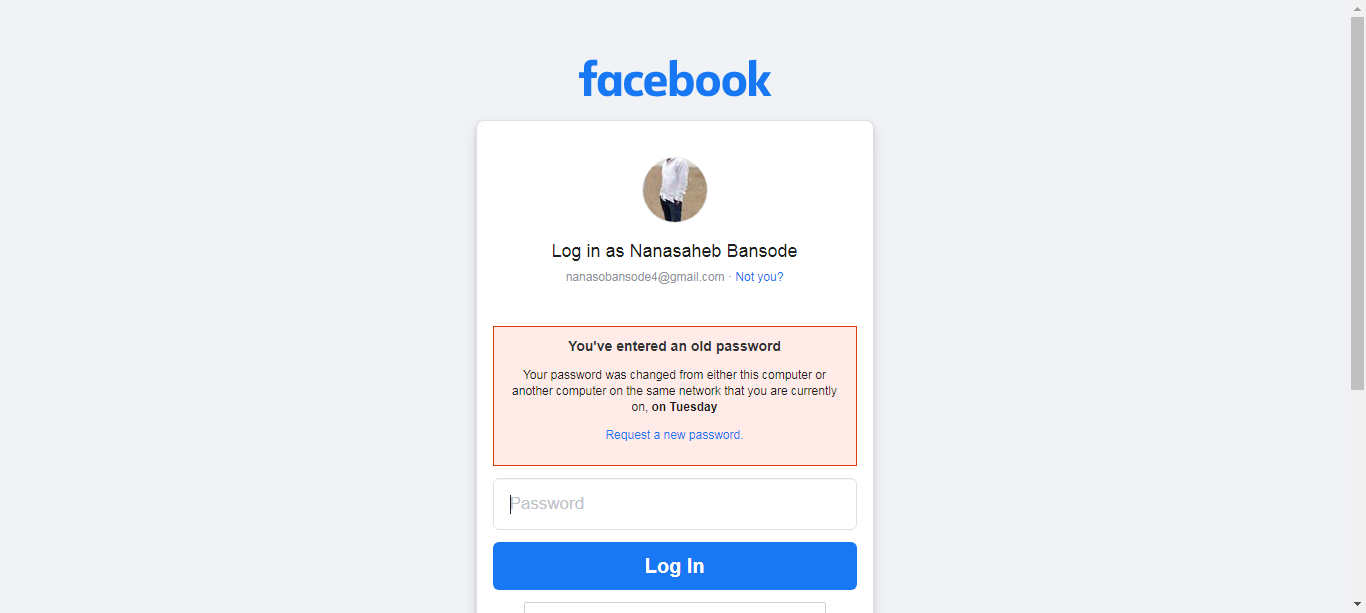 facebook
Log in as Nanasaheb Bansode
nanasobansode4@gmail.com · Not you?
You've entered an old password
Your password was changed from either this computer or
another computer on the same network that you are currently
on, on Tuesday
Request a new password.
Password
Log In